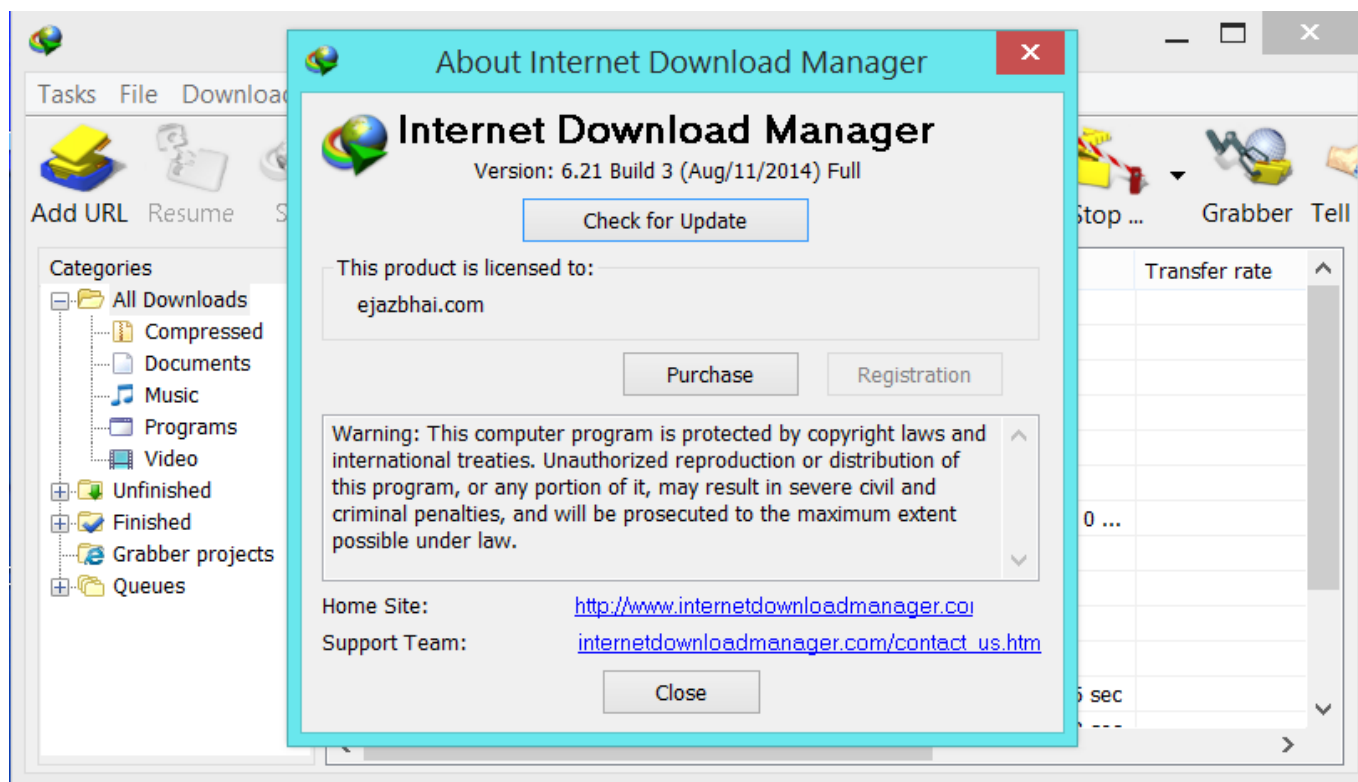 About Internet Download Manager
Tasks File Downloa
Internet Download Manager
Version: 6.21 Build 3 (Aug/11/2014) Full
Check for Update
Add URL Resume S
Stop ... Grabber Tell
This product is licensed to:
ejazbhai.com
Purchase Registration
Categories
All Downloads
Compressed
Documents
Music
Programs
Video
Unfinished
Finished
Grabber projects
Queues
Transfer rate
Warning: This computer program is protected by copyright laws and
international treaties. Unauthorized reproduction or distribution of
this program, or any portion of it, may result in severe civil and
criminal penalties, and will be prosecuted to the maximum extent
possible under law.
0 ...
Home Site: http://www.internetdownloadmanager.co
Support Team: internetdownloadmanager.com/contact_us.htm
Close
sec